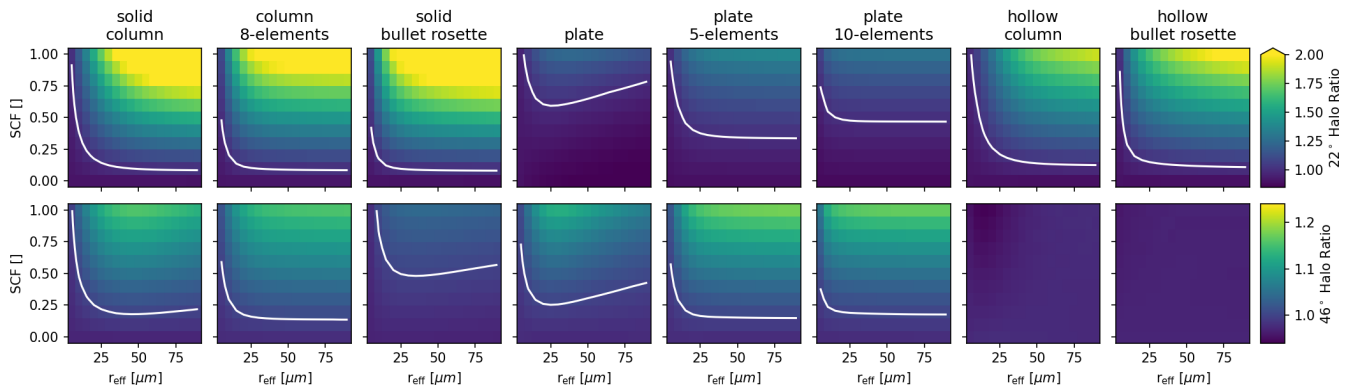 solid
column
column
8-elements
solid
bullet rosette
plate
plate
5-elements
plate
10-elements
hollow
column
hollow
bullet rosette
SCF []
1.00
0.75
0.50
0.25
0.00
2.00
1.75
1.50
1.25
1.00
22° Halo Ratio
SCF []
1.00
0.75
0.50
0.25
0.00
1.2
1.1
1.0
46° Halo Ratio
25 50 75 25 50 75 25 50 75 25 50 75 25 50 75 25 50 75 25 50 75 25 50 75
r_eff [μm] r_eff [μm] r_eff [μm] r_eff [μm] r_eff [μm] r_eff [μm] r_eff [μm] r_eff [μm]